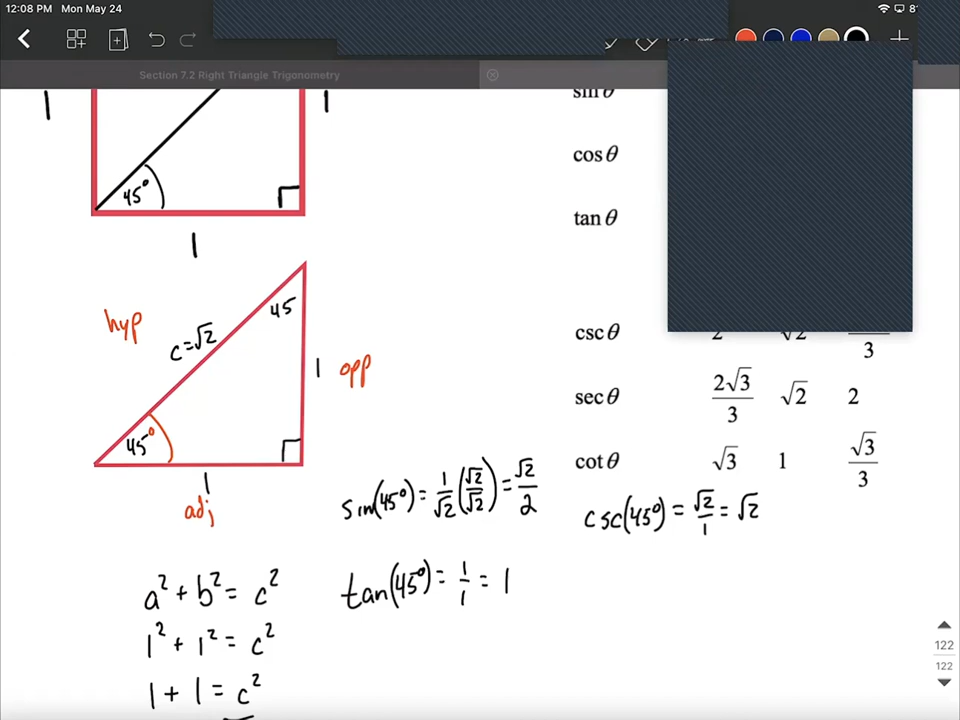 12:08 PM Mon May 24
Section 7.2 Right Triangle Trigonometry
1 1
45°
1
sin θ
cos θ
tan θ
hyp
c=√2
45
1 opp
45°
1
adj
csc θ 2 √2 3
sec θ 2√3/3 √2 2
cot θ √3 1 √3/3
sin(45°) = 1/√2 (√2/√2) = √2/2
csc(45°) = √2/1 = √2
tan(45°) = 1/1 = 1
a² + b² = c²
1² + 1² = c²
1 + 1 = c²
122
122